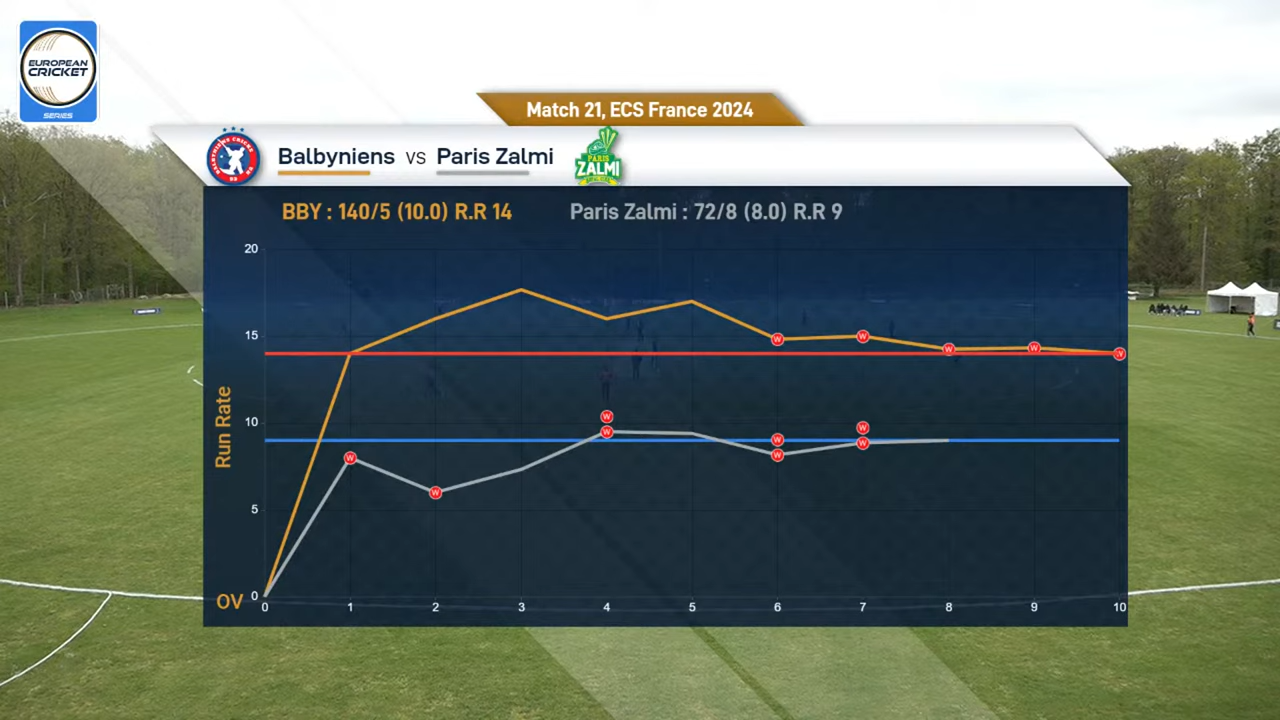 EUROPEAN
CRICKET
SERIES
Match 21, ECS France 2024
Balbyniens vs Paris Zalmi
PARIS
ZALMI
BBY : 140/5 (10.0) R.R 14
Paris Zalmi : 72/8 (8.0) R.R 9
20
15
10
5
0
Run Rate
W W W W W
W
W
W W
W W
W
W
OV
0 1 2 3 4 5 6 7 8 9 10